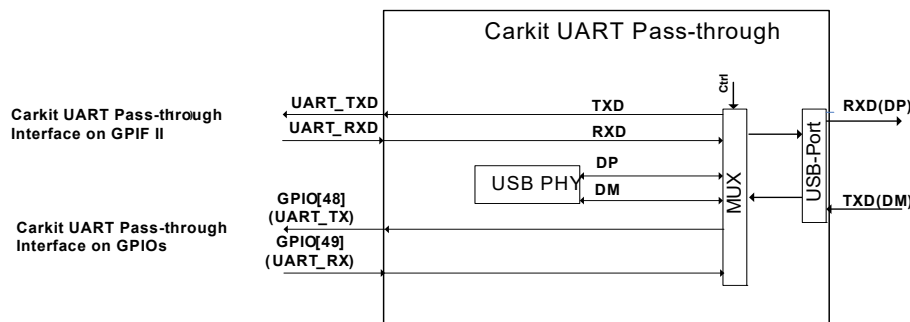 Carkit UART Pass-through
Ctrl
Carkit UART Pass-through
Interface on GPIF II
UART_TXD
TXD
UART_RXD
RXD
RXD(DP)
USB PHY
DP
DM
MUX
USB-Port
TXD(DM)
Carkit UART Pass-through
Interface on GPIOs
GPIO[48]
(UART_TX)
GPIO[49]
(UART_RX)